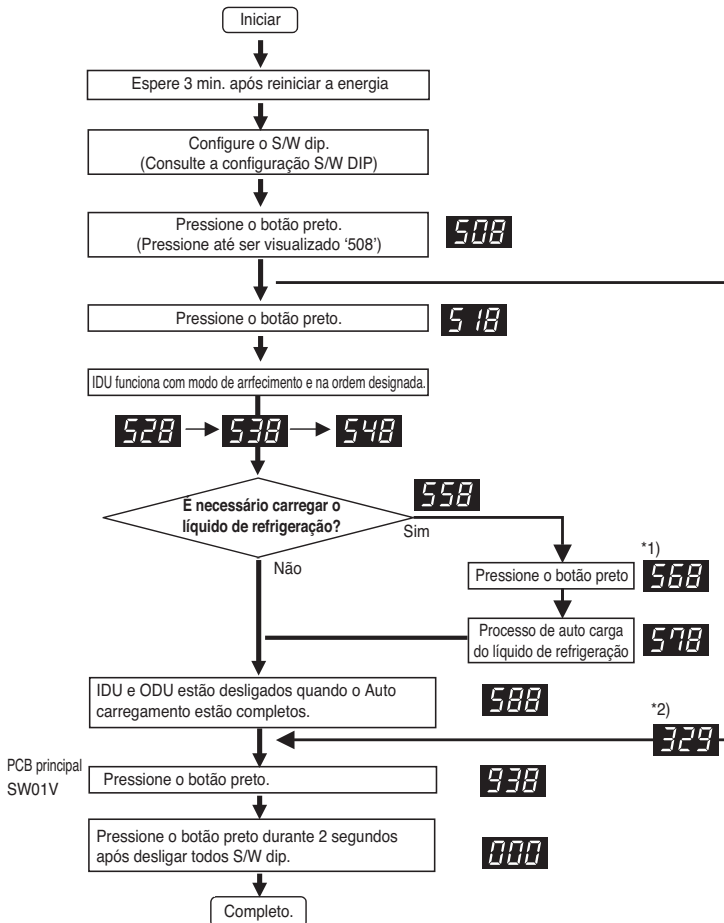 Iniciar
Espere 3 min. após reiniciar a energia
Configure o S/W dip.
(Consulte a configuração S/W DIP)
Pressione o botão preto.
(Pressione até ser visualizado ‘508’)
508
Pressione o botão preto.
518
IDU funciona com modo de arrfecimento e na ordem designada.
528
538
548
558
É necessário carregar o
líquido de refrigeração?
Sim
Não
*1)
Pressione o botão preto
568
Processo de auto carga
do líquido de refrigeração
578
IDU e ODU estão desligados quando o Auto
carregamento estão completos.
588
*2)
329
PCB principal
SW01V
Pressione o botão preto.
938
Pressione o botão preto durante 2 segundos
após desligar todos S/W dip.
000
Completo.